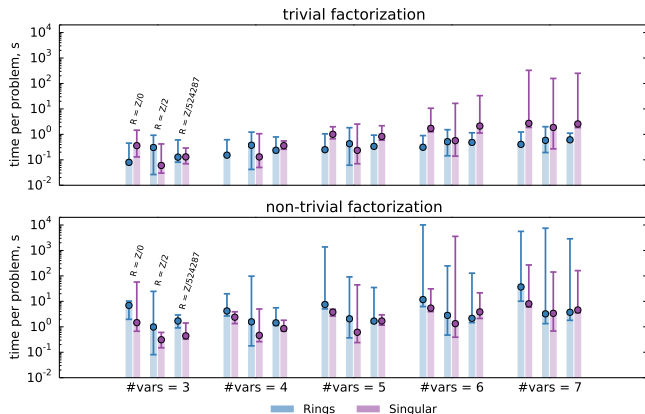 trivial factorization
time per problem, s
10^4
10^3
10^2
10^1
10^0
10^-1
10^-2
R = Z/0
R = Z/2
R = Z/524287
non-trivial factorization
time per problem, s
10^4
10^3
10^2
10^1
10^0
10^-1
10^-2
R = Z/0
R = Z/2
R = Z/524287
#vars = 3 #vars = 4 #vars = 5 #vars = 6 #vars = 7
Rings Singular